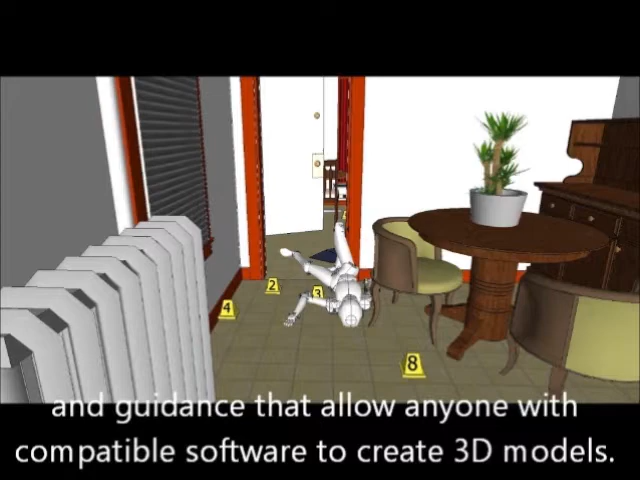 2
3
4
8
and guidance that allow anyone with
compatible software to create 3D models.